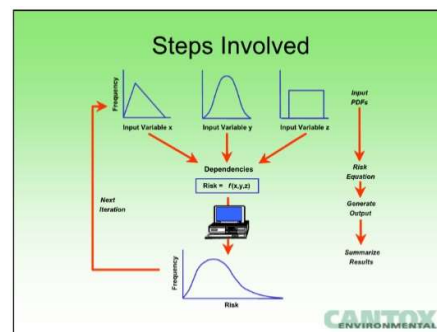 Steps Involved
Frequency
Input Variable x
Input Variable y
Input Variable z
Input
PDFs
Dependencies
Risk = f(x,y,z)
Next
Iteration
Risk
Equation
Generate
Output
Summarize
Results
Frequency
Risk
CANTOX
ENVIRONMENTAL